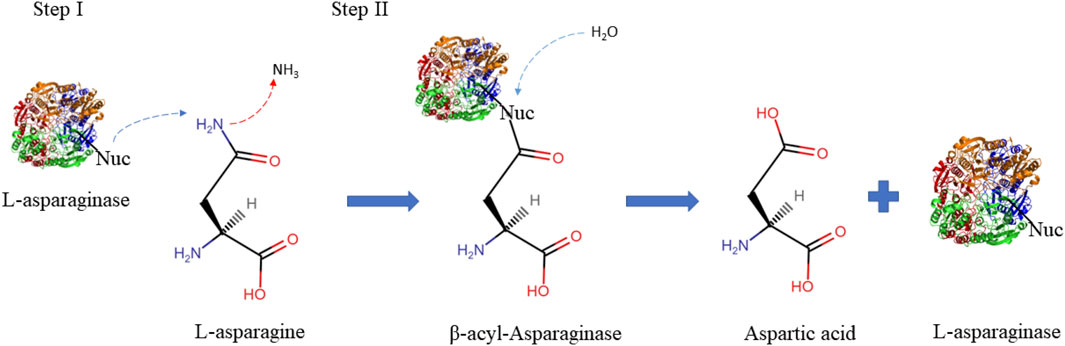 Step I
Step II
NH3
H2O
H2N
O
H
H2N
O
HO
Nuc
L-asparaginase
L-asparagine
Nuc
O
H
H2N
O
HO
β-acyl-Asparaginase
HO
O
H
H2N
O
HO
Aspartic acid
Nuc
L-asparaginase